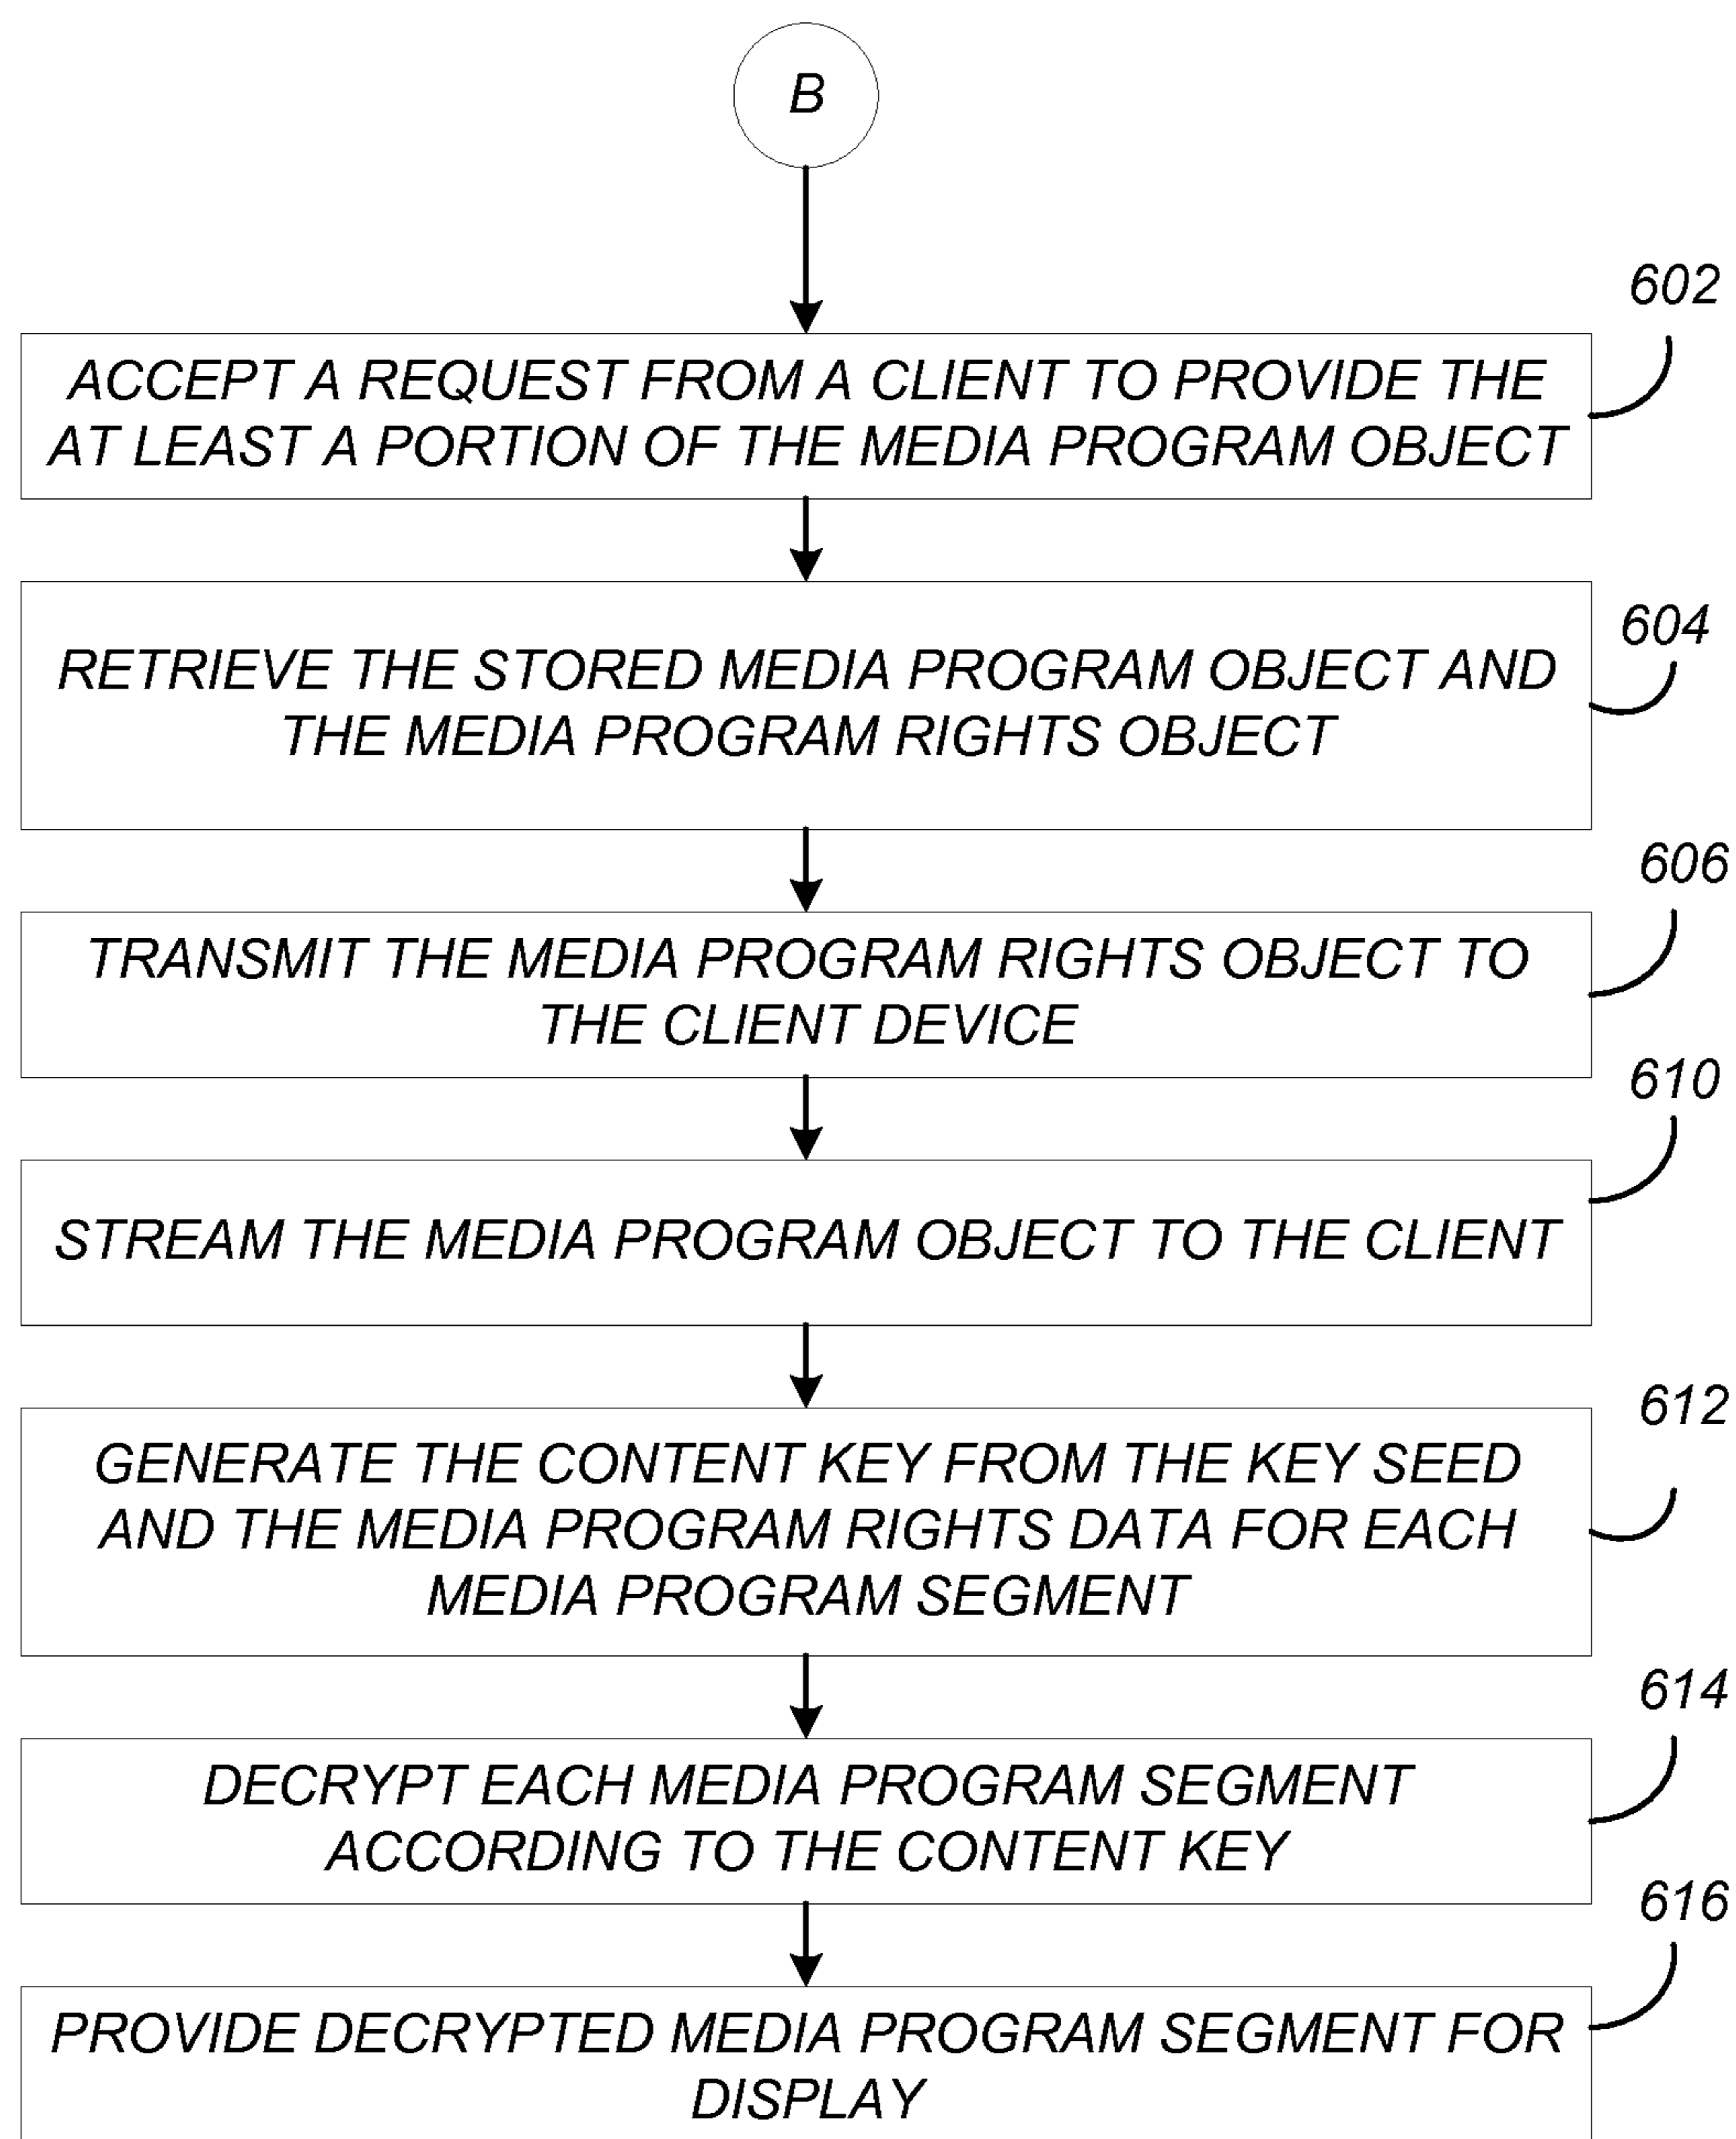 B
602
ACCEPT A REQUEST FROM A CLIENT TO PROVIDE THE
AT LEAST A PORTION OF THE MEDIA PROGRAM OBJECT
604
RETRIEVE THE STORED MEDIA PROGRAM OBJECT AND
THE MEDIA PROGRAM RIGHTS OBJECT
606
TRANSMIT THE MEDIA PROGRAM RIGHTS OBJECT TO
THE CLIENT DEVICE
610
STREAM THE MEDIA PROGRAM OBJECT TO THE CLIENT
612
GENERATE THE CONTENT KEY FROM THE KEY SEED
AND THE MEDIA PROGRAM RIGHTS DATA FOR EACH
MEDIA PROGRAM SEGMENT
614
DECRYPT EACH MEDIA PROGRAM SEGMENT
ACCORDING TO THE CONTENT KEY
616
PROVIDE DECRYPTED MEDIA PROGRAM SEGMENT FOR
DISPLAY